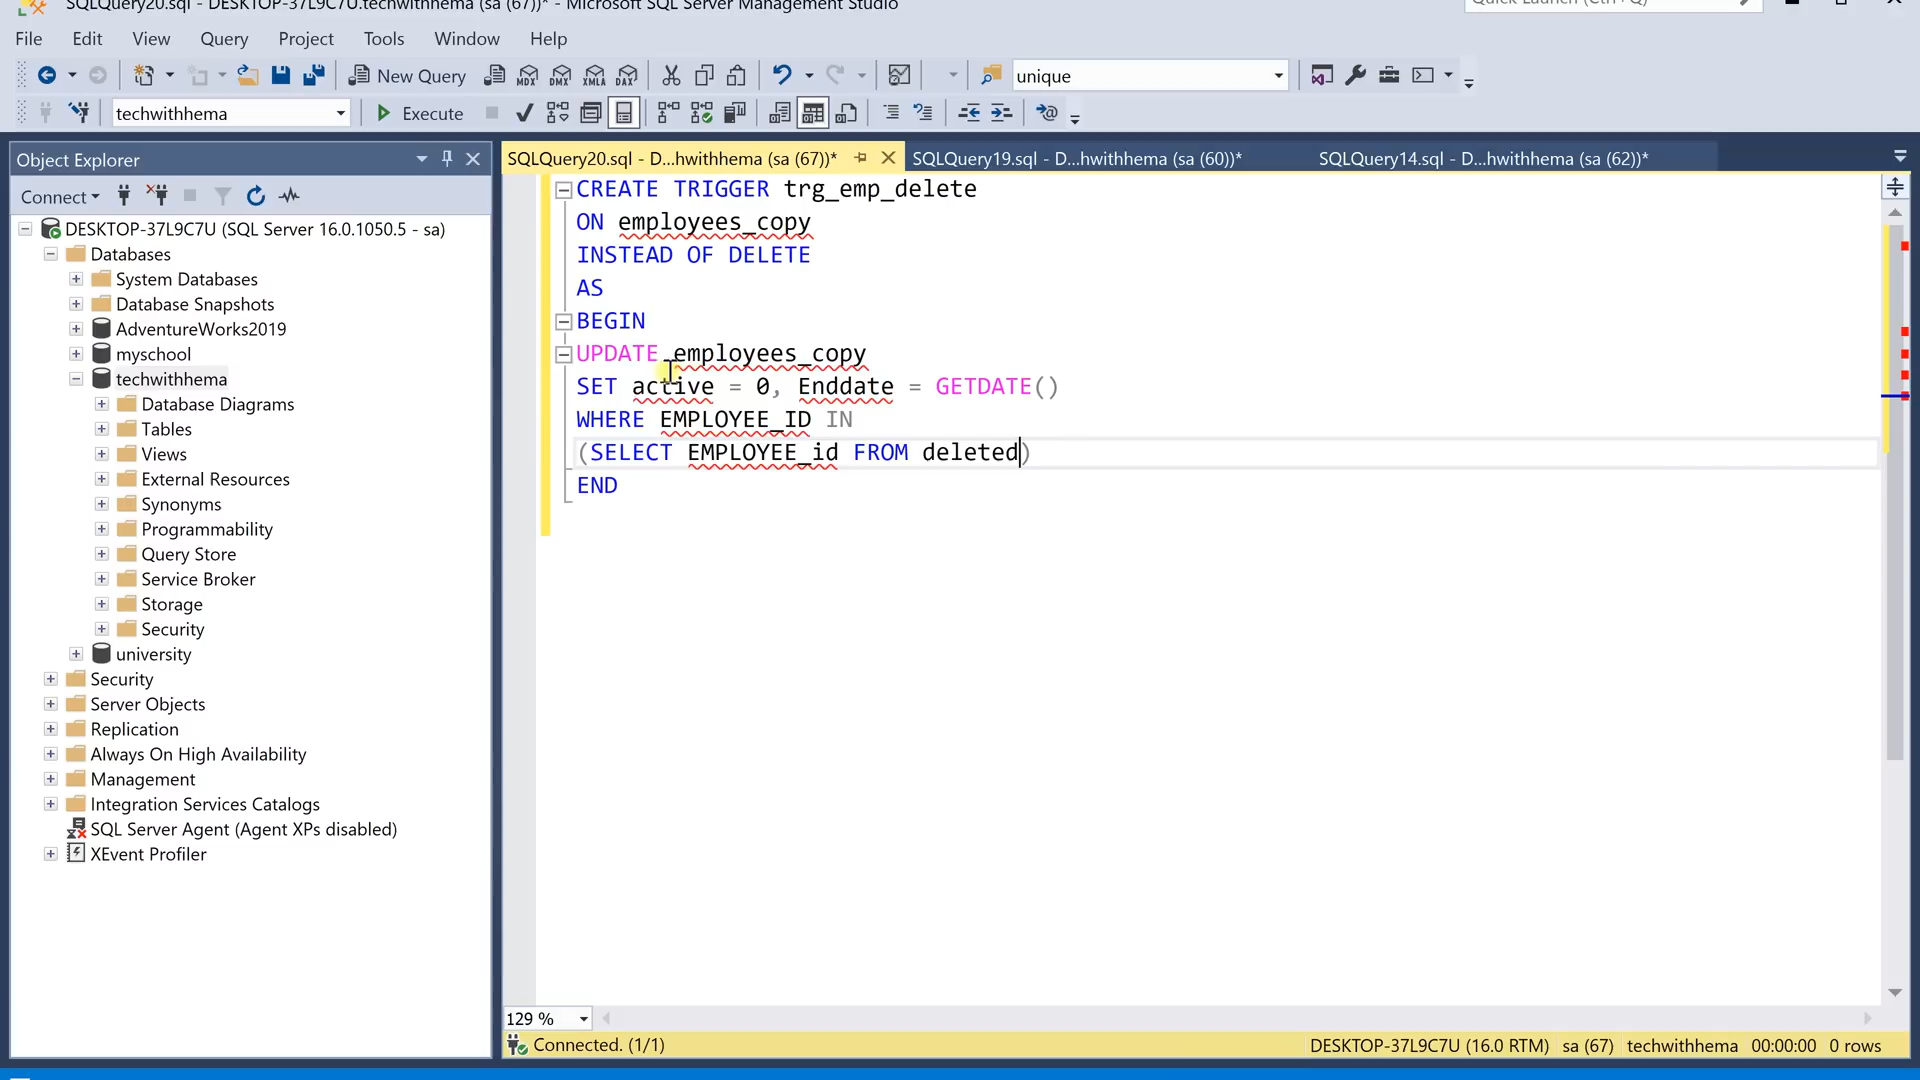 SQLQuery20.sql - DESKTOP-37L9C7U.techwithhema (sa (67))* - Microsoft SQL Server Management Studio
Quick Launch (Ctrl+Q)
File Edit View Query Project Tools Window Help
New Query
MDX DMX XMLA DAX
unique
techwithhema
Execute
Object Explorer
SQLQuery20.sql - D...hwithhema (sa (67))*
SQLQuery19.sql - D...hwithhema (sa (60))*
SQLQuery14.sql - D...hwithhema (sa (62))*
Connect
DESKTOP-37L9C7U (SQL Server 16.0.1050.5 - sa)
Databases
System Databases
Database Snapshots
AdventureWorks2019
myschool
techwithhema
Database Diagrams
Tables
Views
External Resources
Synonyms
Programmability
Query Store
Service Broker
Storage
Security
university
Security
Server Objects
Replication
Always On High Availability
Management
Integration Services Catalogs
SQL Server Agent (Agent XPs disabled)
XEvent Profiler
CREATE TRIGGER trg_emp_delete
ON employees_copy
INSTEAD OF DELETE
AS
BEGIN
UPDATE employees_copy
SET active = 0, Enddate = GETDATE()
WHERE EMPLOYEE_ID IN
(SELECT EMPLOYEE_id FROM deleted)
END
129 %
Connected. (1/1)
DESKTOP-37L9C7U (16.0 RTM) sa (67) techwithhema 00:00:00 0 rows